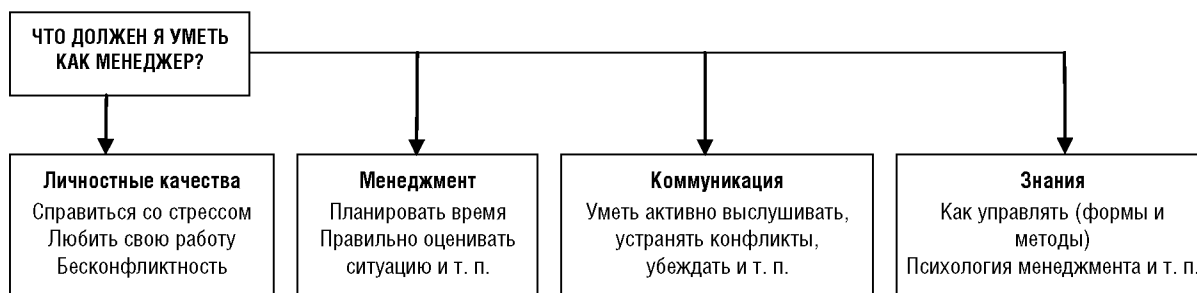 ЧТО ДОЛЖЕН Я УМЕТЬ
КАК МЕНЕДЖЕР?
Личностные качества
Справиться со стрессом
Любить свою работу
Бесконфликтность
Менеджмент
Планировать время
Правильно оценивать
ситуацию и т. п.
Коммуникация
Уметь активно выслушивать,
устранять конфликты,
убеждать и т. п.
Знания
Как управлять (формы и
методы)
Психология менеджмента и т. п.